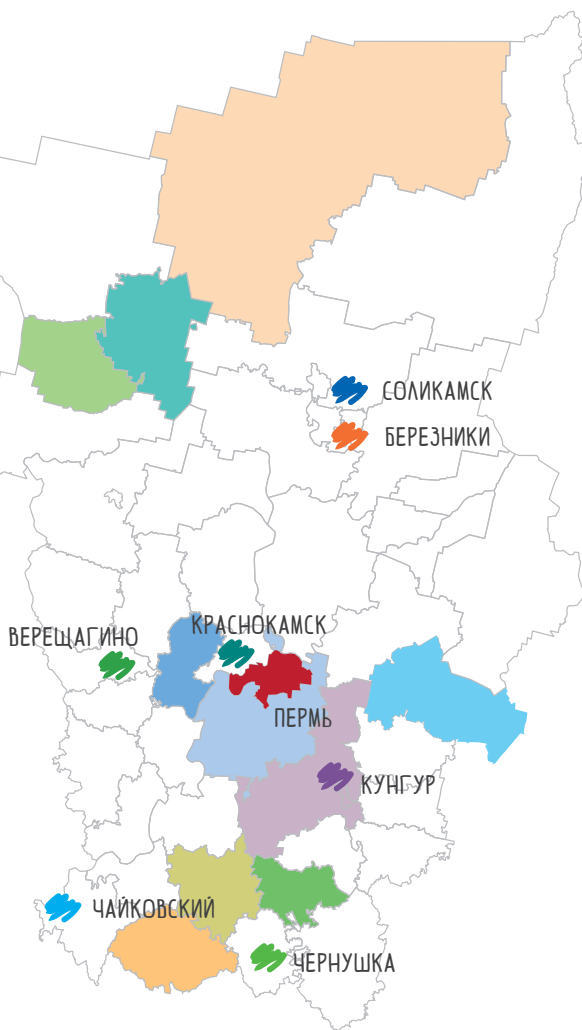 СОЛИКАМСК
БЕРЕЗНИКИ
КРАСНОКАМСК
ВЕРЕЩАГИНО
ПЕРМЬ
КУНГУР
ЧАЙКОВСКИЙ
ЧЕРНУШКА